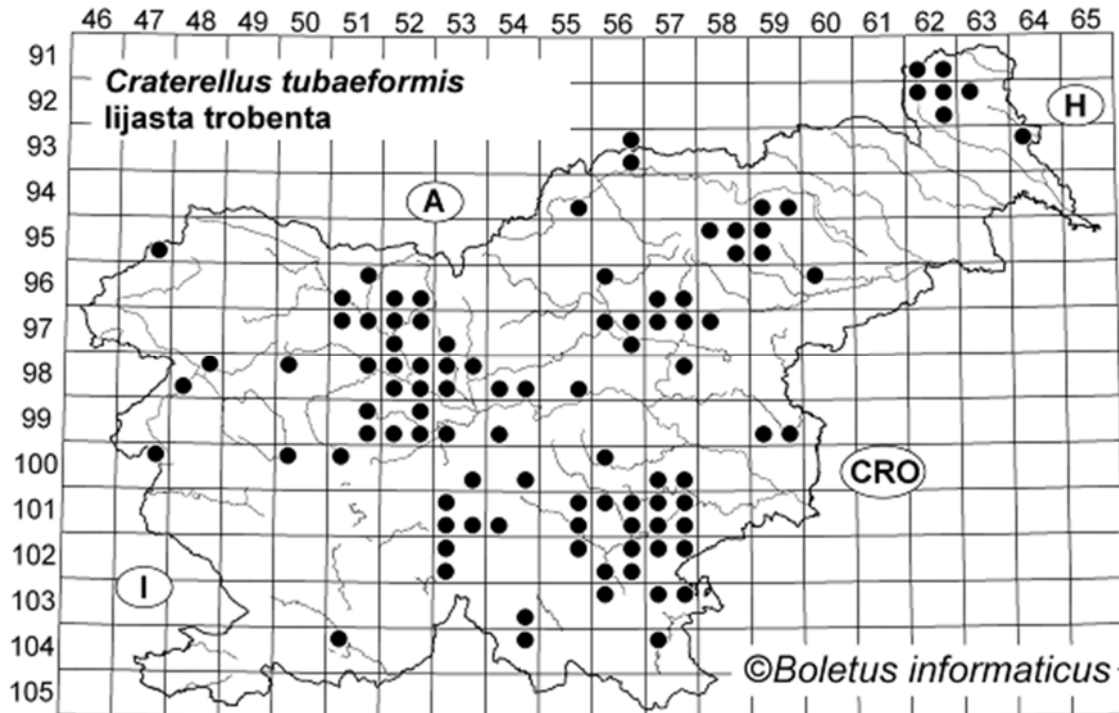 46 47 48 49 50 51 52 53 54 55 56 57 58 59 60 61 62 63 64 65
91
Craterellus tubaeformis
92
lijasta trobenta
H
93
94
A
95
96
97
98
99
100
CRO
101
102
I
103
104
©Boletus informaticus
105